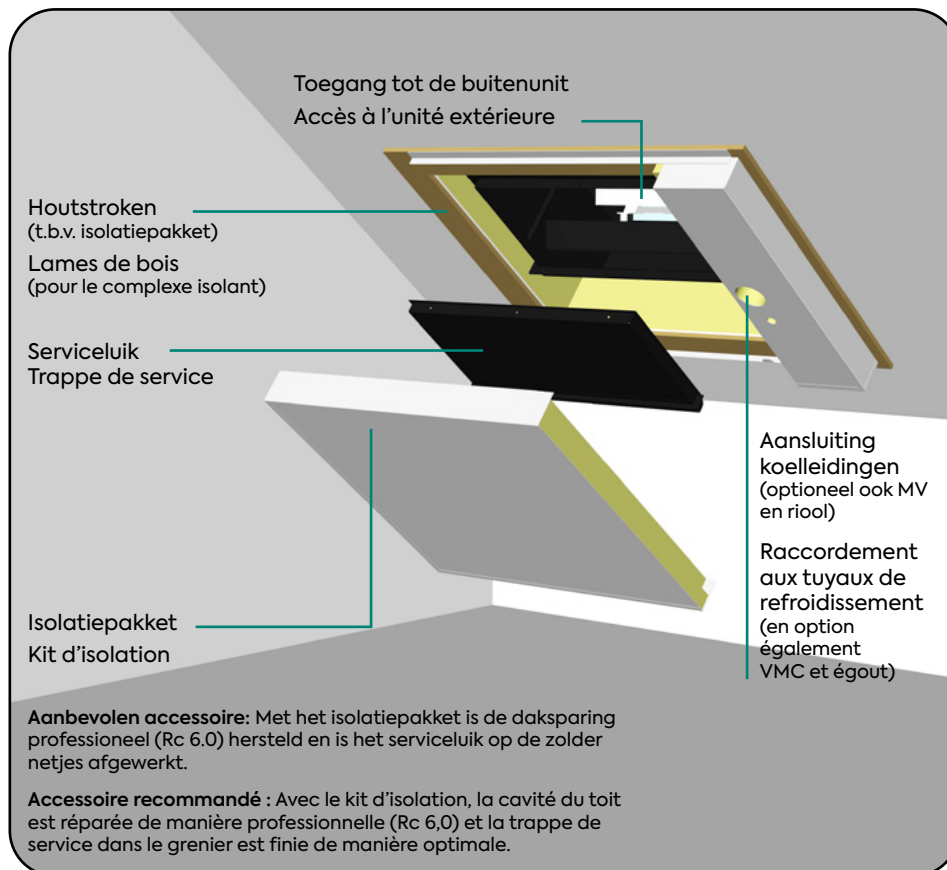 Toegang tot de buitenunit
Accès à l'unité extérieure
Houtstroken
(t.b.v. isolatiepakket)
Lames de bois
(pour le complexe isolant)
Serviceluik
Trappe de service
Aansluiting
koelleidingen
(optioneel ook MV
en riool)
Raccordement
aux tuyaux de
refroidissement
(en option
également
VMC et égout)
Isolatiepakket
Kit d'isolation
Aanbevolen accessoire: Met het isolatiepakket is de daksparing
professioneel (Rc 6.0) hersteld en is het serviceluik op de zolder
netjes afgewerkt.
Accessoire recommandé : Avec le kit d'isolation, la cavité du toit
est réparée de manière professionnelle (Rc 6,0) et la trappe de
service dans le grenier est finie de manière optimale.